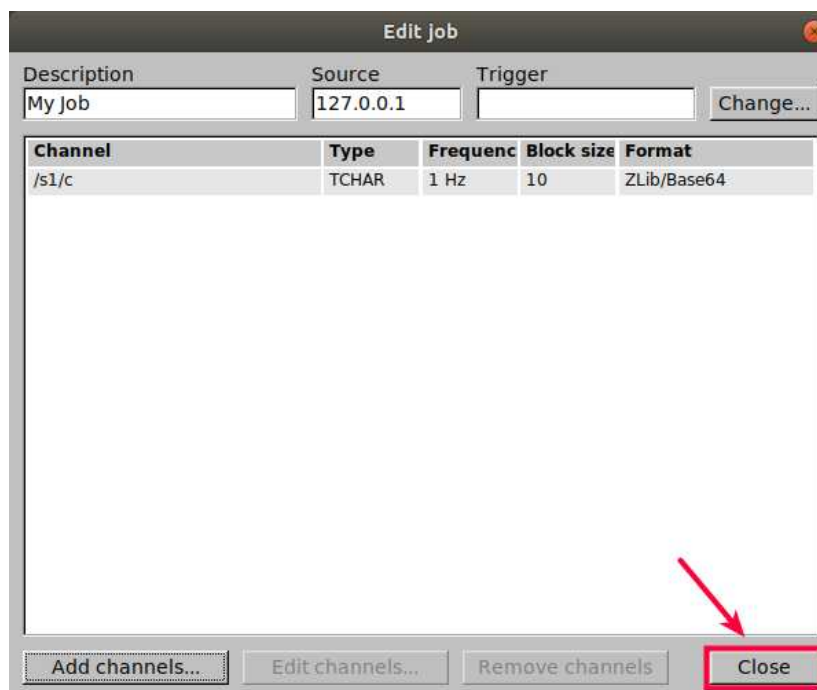 Edit job
Description Source Trigger
My Job 127.0.0.1 Change...
Channel Type Frequenc Block size Format
/s1/c TCHAR 1 Hz 10 ZLib/Base64
Add channels... Edit channels... Remove channels Close